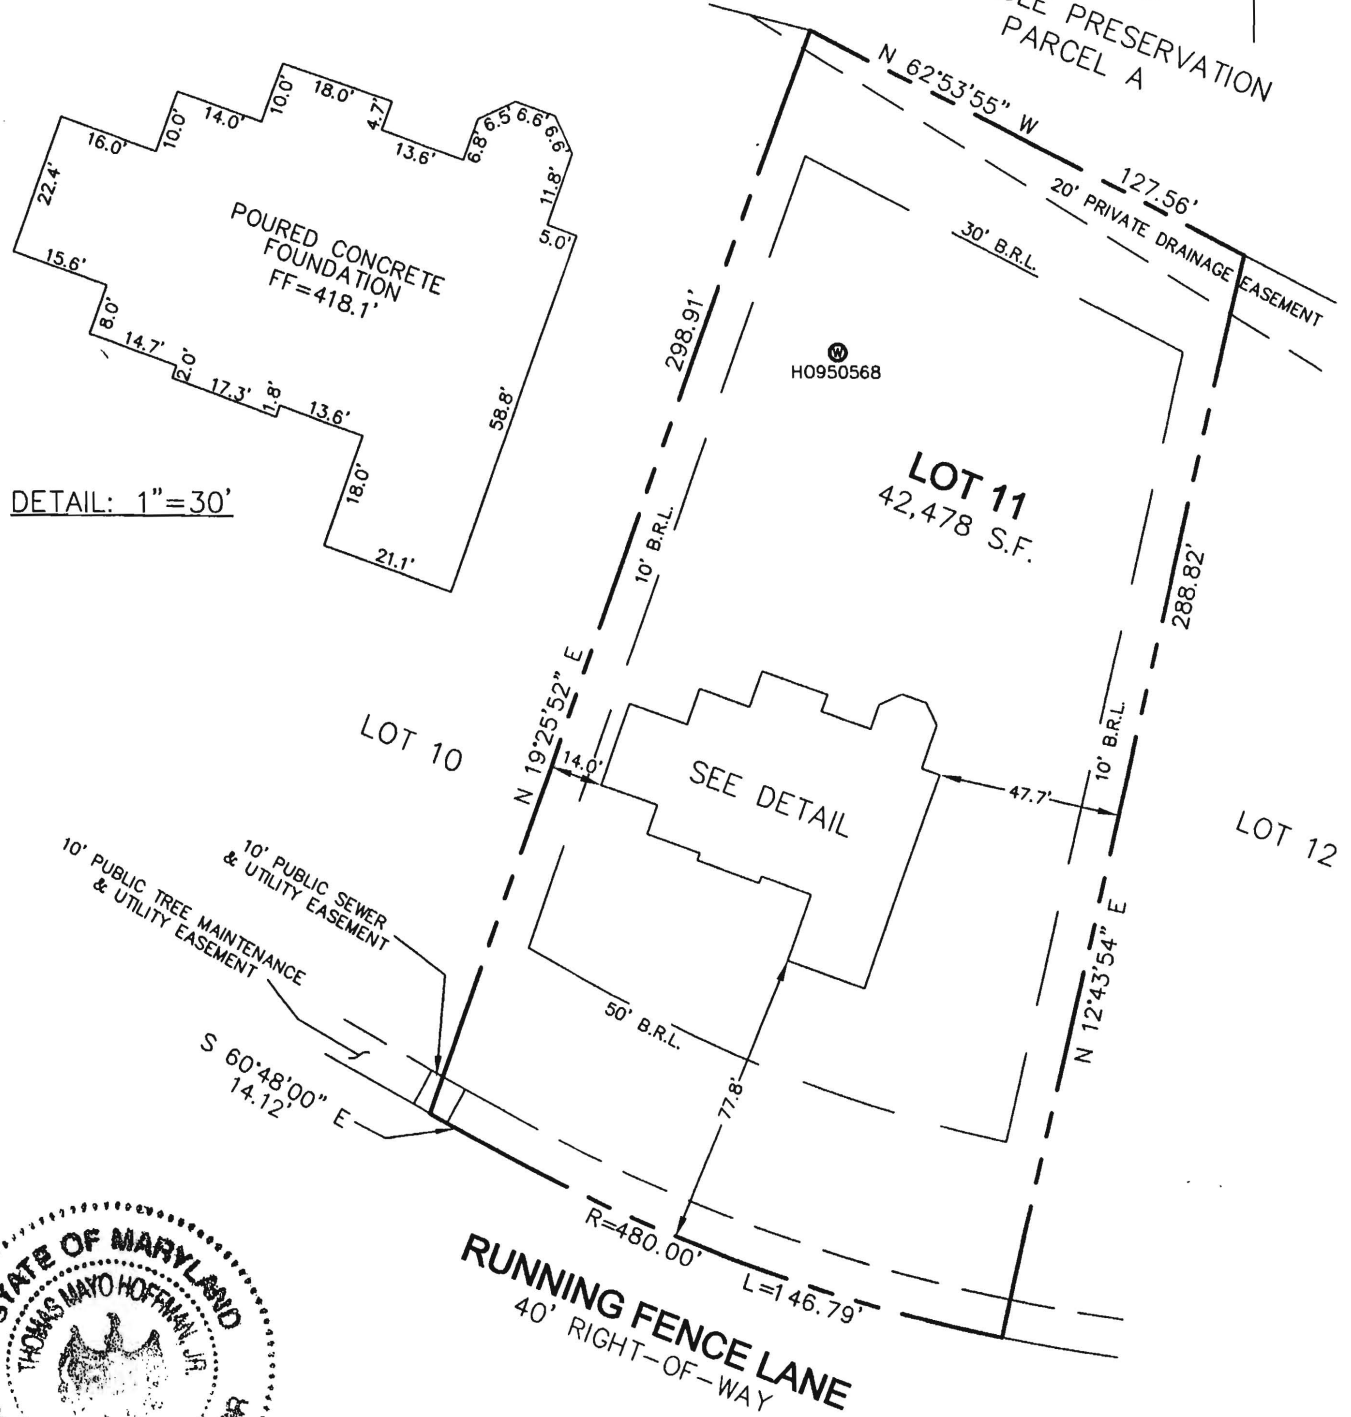 PRESERVATION
PARCEL A
N 62°53'55" W
127.56'
20' PRIVATE DRAINAGE EASEMENT
30' B.R.L.
10.0'
18.0'
4.7'
14.0'
10.0'
16.0'
13.6'
6.8'
6.5'
6.6'
6.6'
11.8'
5.0'
22.4'
POURED CONCRETE
FOUNDATION
FF=418.1'
15.6'
8.0'
14.7'
2.0'
17.3'
1.8'
13.6'
58.8'
18.0'
21.1'
DETAIL: 1"=30'
298.91'
W
HO950568
LOT 11
42,478 S.F.
10' B.R.L.
288.82'
N 19°25'52" E
LOT 10
14.0'
SEE DETAIL
47.7'
10' B.R.L.
LOT 12
N 12°43'54" E
10' PUBLIC SEWER
& UTILITY EASEMENT
10' PUBLIC TREE MAINTENANCE
& UTILITY EASEMENT
50' B.R.L.
77.8'
S 60°48'00" E
14.12'
R=480.00'
L=146.79'
RUNNING FENCE LANE
40' RIGHT-OF-WAY
STATE OF MARYLAND
THOMAS MAYO HOFFMAN, JR.